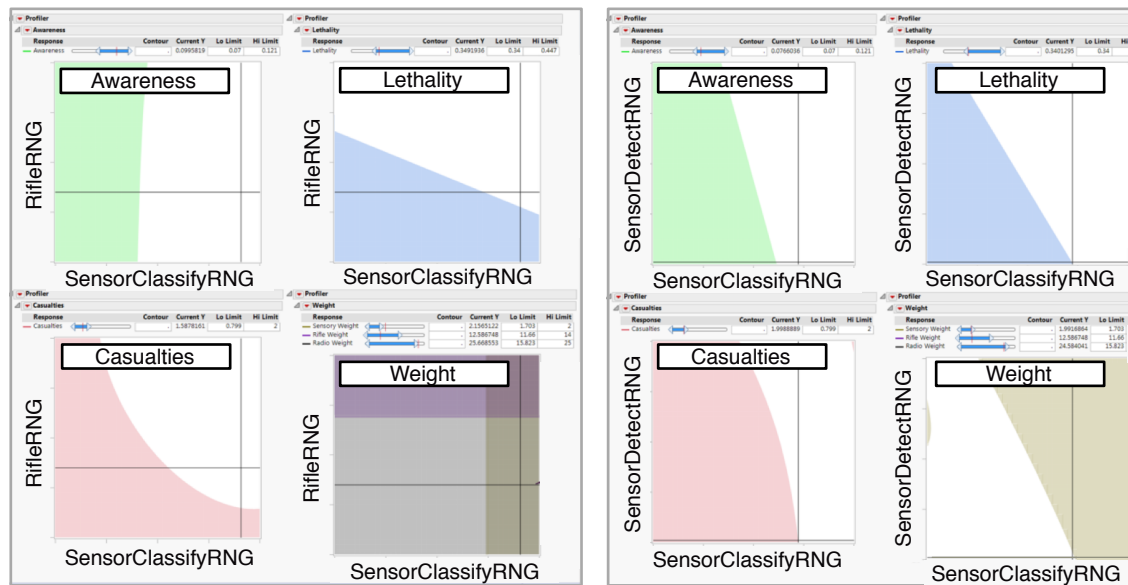 Profiler
Awareness
Response Contour Current Y Lo Limit Hi Limit
Awareness . 0.0995819 0.07 0.121
Awareness
RifleRNG
SensorClassifyRNG
Profiler
Lethality
Response Contour Current Y Lo Limit Hi Limit
Lethality . 0.3491936 0.34 0.447
Lethality
RifleRNG
SensorClassifyRNG
Profiler
Casualties
Response Contour Current Y Lo Limit Hi Limit
Casualties . 1.5878161 0.799 2
Casualties
RifleRNG
SensorClassifyRNG
Profiler
Weight
Response Contour Current Y Lo Limit Hi Limit
Sensory Weight . 2.1565122 1.703 2
Rifle Weight . 12.586748 11.66 14
Radio Weight . 25.668553 15.823 25
Weight
RifleRNG
SensorClassifyRNG
Profiler
Awareness
Response Contour Current Y Lo Limit Hi Limit
Awareness . 0.0766036 0.07 0.121
Awareness
SensorDetectRNG
SensorClassifyRNG
Profiler
Lethality
Response Contour Current Y Lo Limit
Lethality . 0.3401295 0.34
Lethality
SensorDetectRNG
SensorClassifyRNG
Profiler
Casualties
Response Contour Current Y Lo Limit Hi Limit
Casualties . 1.9988889 0.799 2
Casualties
SensorDetectRNG
SensorClassifyRNG
Profiler
Weight
Response Contour Current Y Lo Limit
Sensory Weight . 1.9916864 1.703
Rifle Weight . 12.586748 11.66
Radio Weight . 24.584041 15.823
Weight
SensorDetectRNG
SensorClassifyRNG